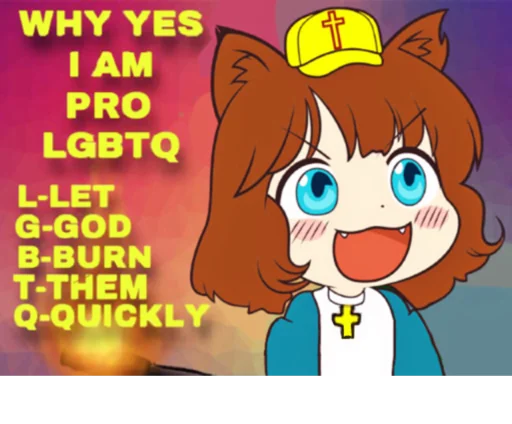 WHY YES
I AM
PRO
LGBTQ
L-LET
G-GOD
B-BURN
T-THEM
Q-QUICKLY